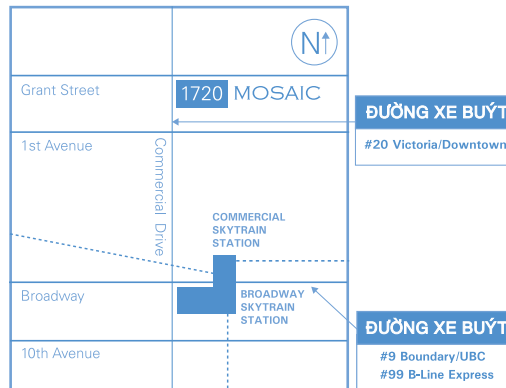 N
Grant Street
1720 MOSAIC
ĐƯỜNG XE BUÝT
#20 Victoria/Downtown
1st Avenue
Commercial Drive
COMMERCIAL
SKYTRAIN
STATION
Broadway
BROADWAY
SKYTRAIN
STATION
ĐƯỜNG XE BUÝT
#9 Boundary/UBC
#99 B-Line Express
10th Avenue